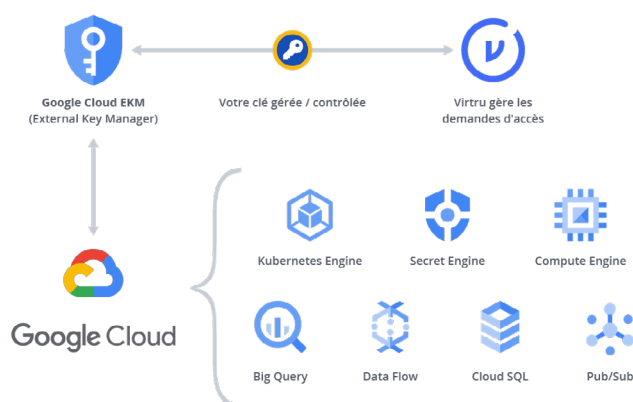 Google Cloud EKM
(External Key Manager)
Votre clé gérée / contrôlée
Virtru gère les
demandes d'accès
Google Cloud
Kubernetes Engine
Secret Engine
Compute Engine
Big Query
Data Flow
Cloud SQL
Pub/Sub